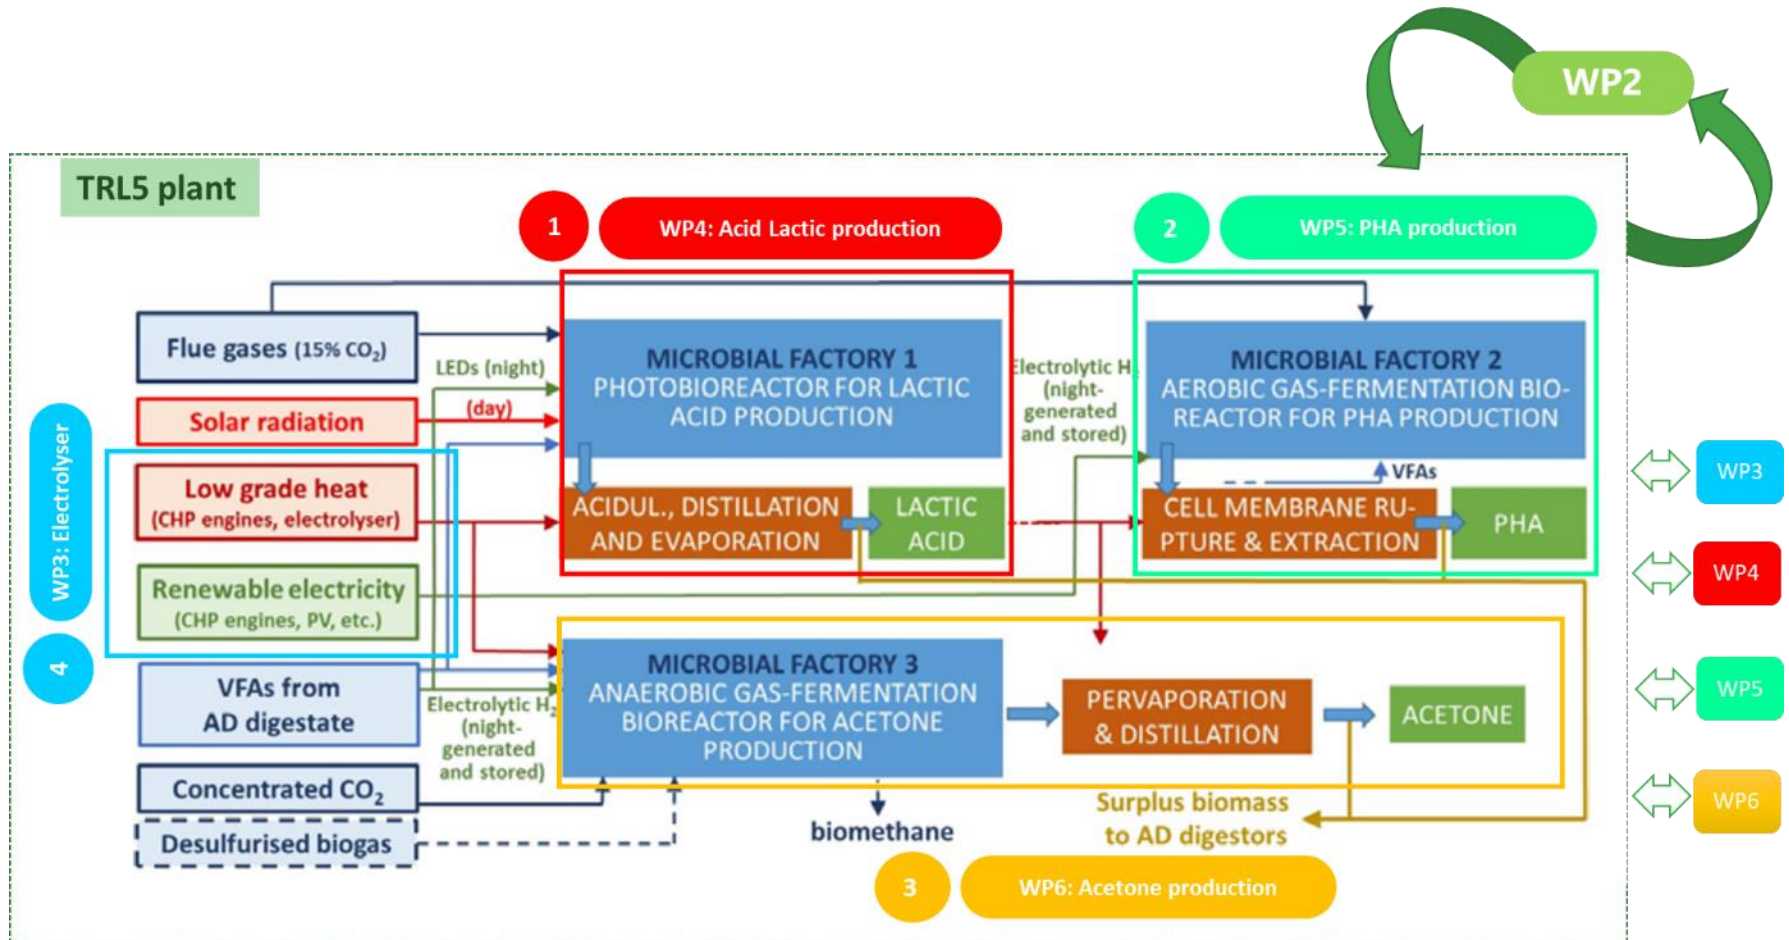 WP2
TRL5 plant
1
WP4: Acid Lactic production
2
WP5: PHA production
Flue gases (15% CO₂)
Solar radiation
Low grade heat
(CHP engines, electrolyser)
Renewable electricity
(CHP engines, PV, etc.)
VFAs from
AD digestate
Concentrated CO₂
Desulfurised biogas
WP3: Electrolyser
4
LEDs (night)
(day)
MICROBIAL FACTORY 1
PHOTOBIOREACTOR FOR LACTIC
ACID PRODUCTION
ACIDUL., DISTILLATION
AND EVAPORATION
LACTIC
ACID
Electrolytic H₂
(night-
generated
and stored)
MICROBIAL FACTORY 2
AEROBIC GAS-FERMENTATION BIO-
REACTOR FOR PHA PRODUCTION
VFAs
CELL MEMBRANE RU-
PTURE & EXTRACTION
PHA
Electrolytic H₂
(night-
generated
and stored)
MICROBIAL FACTORY 3
ANAEROBIC GAS-FERMENTATION
BIOREACTOR FOR ACETONE
PRODUCTION
PERVAPORATION
& DISTILLATION
ACETONE
biomethane
Surplus biomass
to AD digestors
3
WP6: Acetone production
WP3
WP4
WP5
WP6